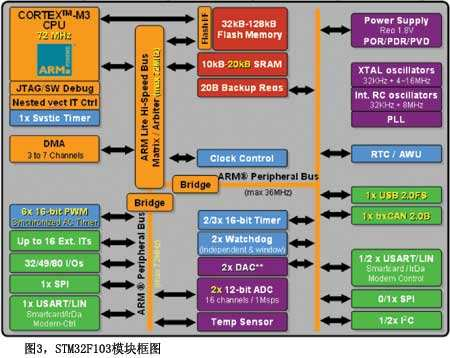 CORTEX™-M3
CPU
72 MHz
ARM
JTAG/SW Debug
Nested vect IT Ctrl
1x Systic Timer
DMA
3 to 7 Channels
ARM Lite Hi-Speed Bus
Matrix / Arbiter (max 72MHz)
Flash I/F
32kB-128kB
Flash Memory
10kB-20kB SRAM
20B Backup Regs
Clock Control
Power Supply
Reg 1.8V
POR/PDR/PVD
XTAL oscillators
32KHz + 4~16MHz
Int. RC oscillators
32KHz + 8MHz
PLL
RTC / AWU
Bridge
ARM® Peripheral Bus
(max 36MHz)
Bridge
ARM® Peripheral Bus
(max 72MHz)
6x 16-bit PWM
Synchronized AC Timer
Up to 16 Ext. ITs
32/49/80 I/Os
1x SPI
1x USART/LIN
Smartcard/IrDa
Modem-Ctrl
2/3x 16-bit Timer
2x Watchdog
(independent & window)
2x DAC**
2x 12-bit ADC
16 channels / 1Msps
Temp Sensor
1x USB 2.0FS
1x bxCAN 2.0B
1/2 x USART/LIN
Smartcard/IrDa
Modem Control
0/1x SPI
1/2x I²C
图3，STM32F103模块框图